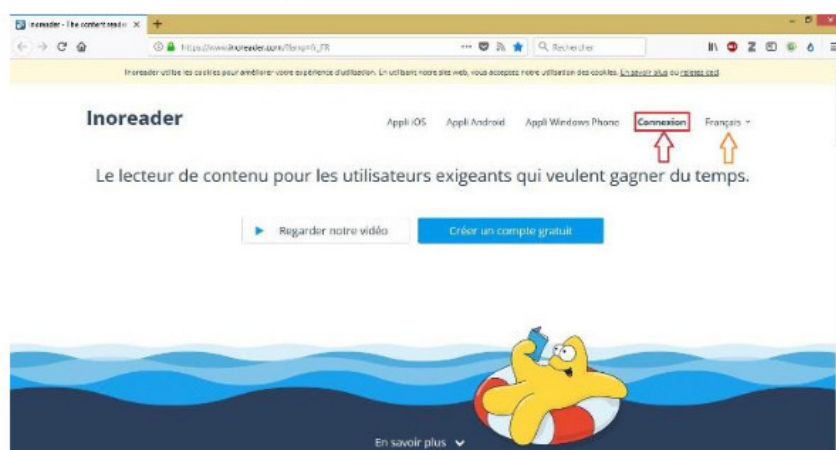 Inoreader - The content reader
https://www.inoreader.com/?lang=fr_FR
Rechercher
Inoreader utilise les cookies pour améliorer votre expérience d'utilisation. En utilisant notre site web, vous acceptez notre utilisation des cookies. En savoir plus ou rejetez ceci.
Inoreader Appli iOS Appli Android Appli Windows Phone Connexion Français
Le lecteur de contenu pour les utilisateurs exigeants qui veulent gagner du temps.
Regarder notre vidéo Créer un compte gratuit
En savoir plus